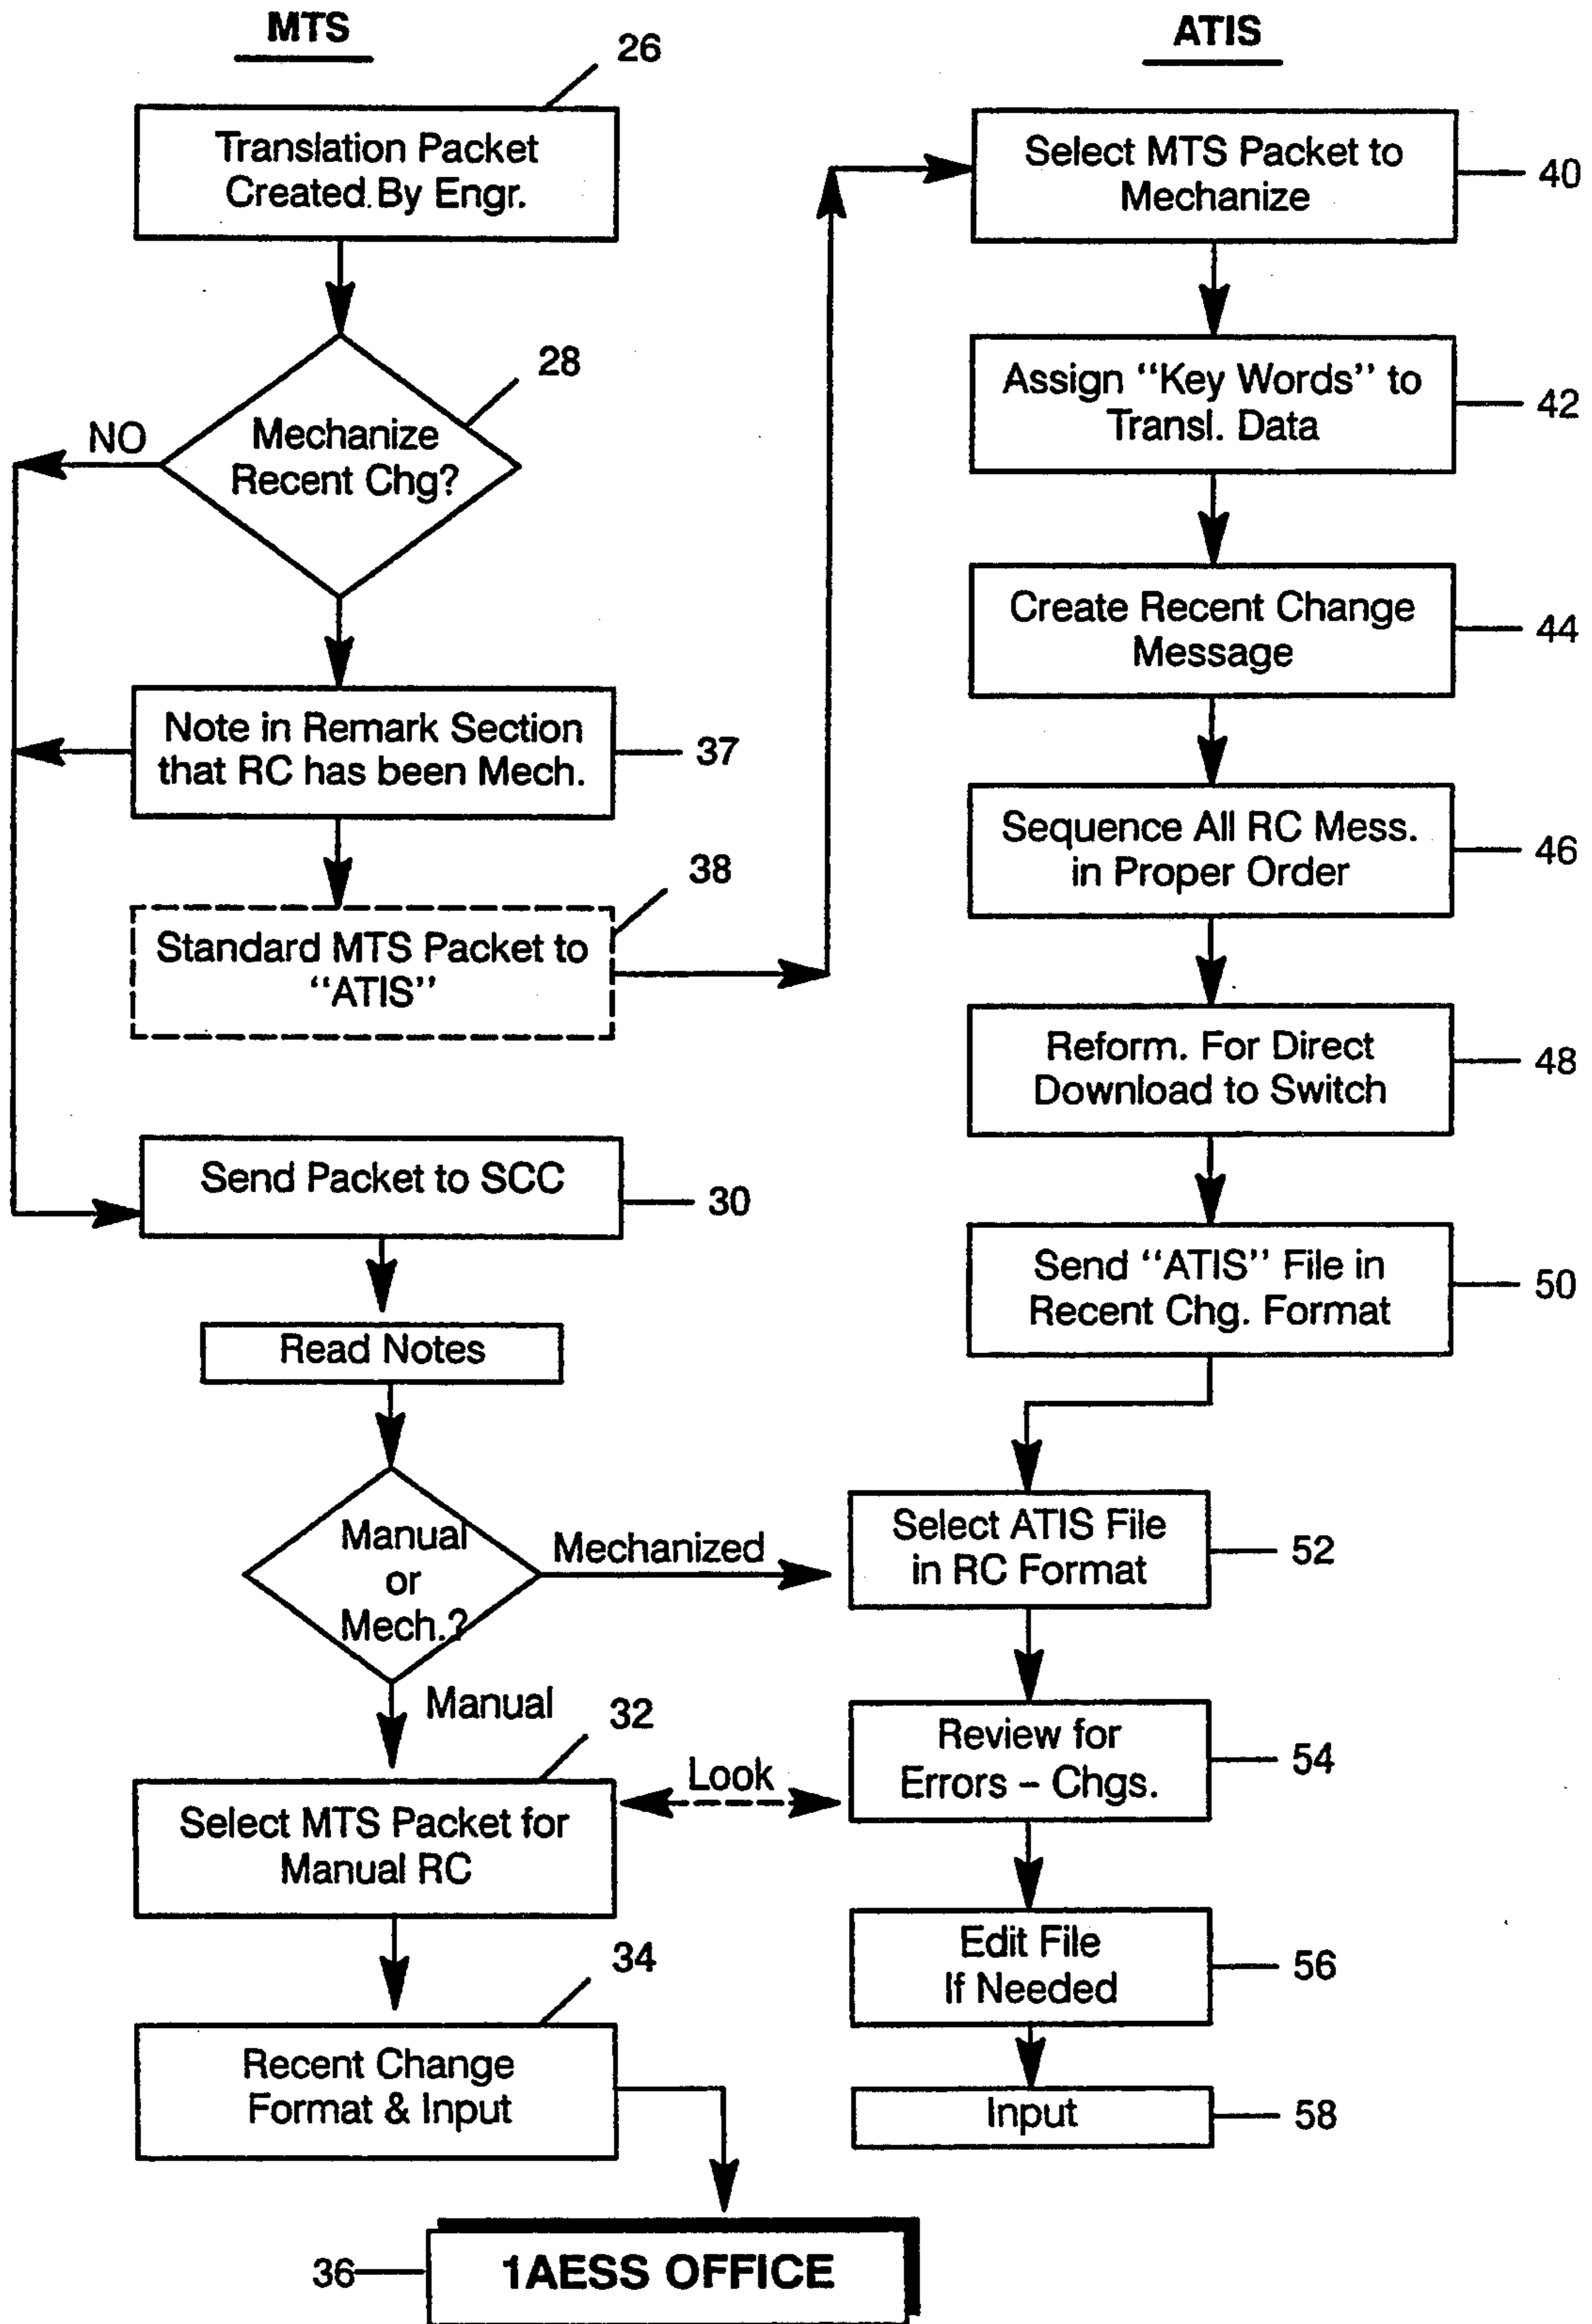 MTS
26
Translation Packet
Created By Engr.
28
Mechanize
Recent Chg?
NO
Note in Remark Section
that RC has been Mech.
37
38
Standard MTS Packet to
“ATIS”
Send Packet to SCC
30
Read Notes
Manual
or
Mech.?
Mechanized
Manual
32
Select MTS Packet for
Manual RC
Look
34
Recent Change
Format & Input
36
1AESS OFFICE
ATIS
Select MTS Packet to
Mechanize
40
Assign “Key Words” to
Transl. Data
42
Create Recent Change
Message
44
Sequence All RC Mess.
in Proper Order
46
Reform. For Direct
Download to Switch
48
Send “ATIS” File in
Recent Chg. Format
50
Select ATIS File
in RC Format
52
Review for
Errors – Chgs.
54
Edit File
If Needed
56
Input
58